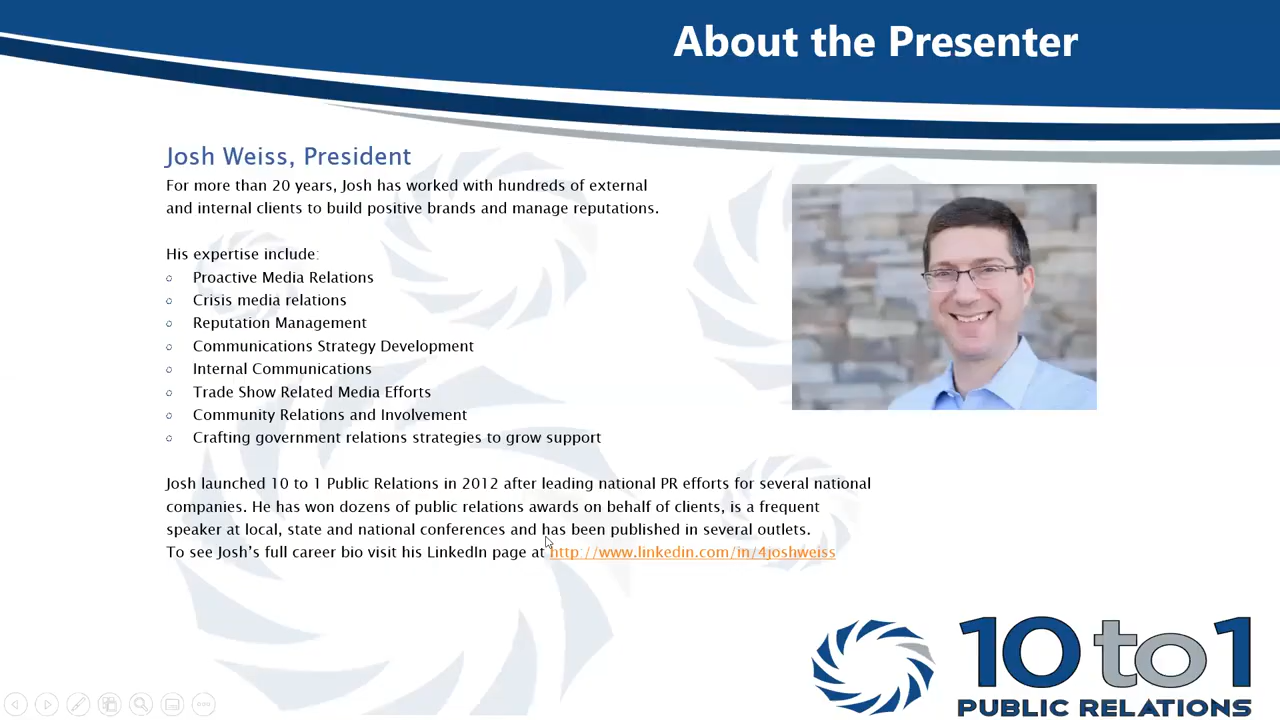 About the Presenter
Josh Weiss, President
For more than 20 years, Josh has worked with hundreds of external
and internal clients to build positive brands and manage reputations.
His expertise include:
○ Proactive Media Relations
○ Crisis media relations
○ Reputation Management
○ Communications Strategy Development
○ Internal Communications
○ Trade Show Related Media Efforts
○ Community Relations and Involvement
○ Crafting government relations strategies to grow support
Josh launched 10 to 1 Public Relations in 2012 after leading national PR efforts for several national
companies. He has won dozens of public relations awards on behalf of clients, is a frequent
speaker at local, state and national conferences and has been published in several outlets.
To see Josh’s full career bio visit his LinkedIn page at http://www.linkedin.com/in/4joshweiss
10to1
PUBLIC RELATIONS